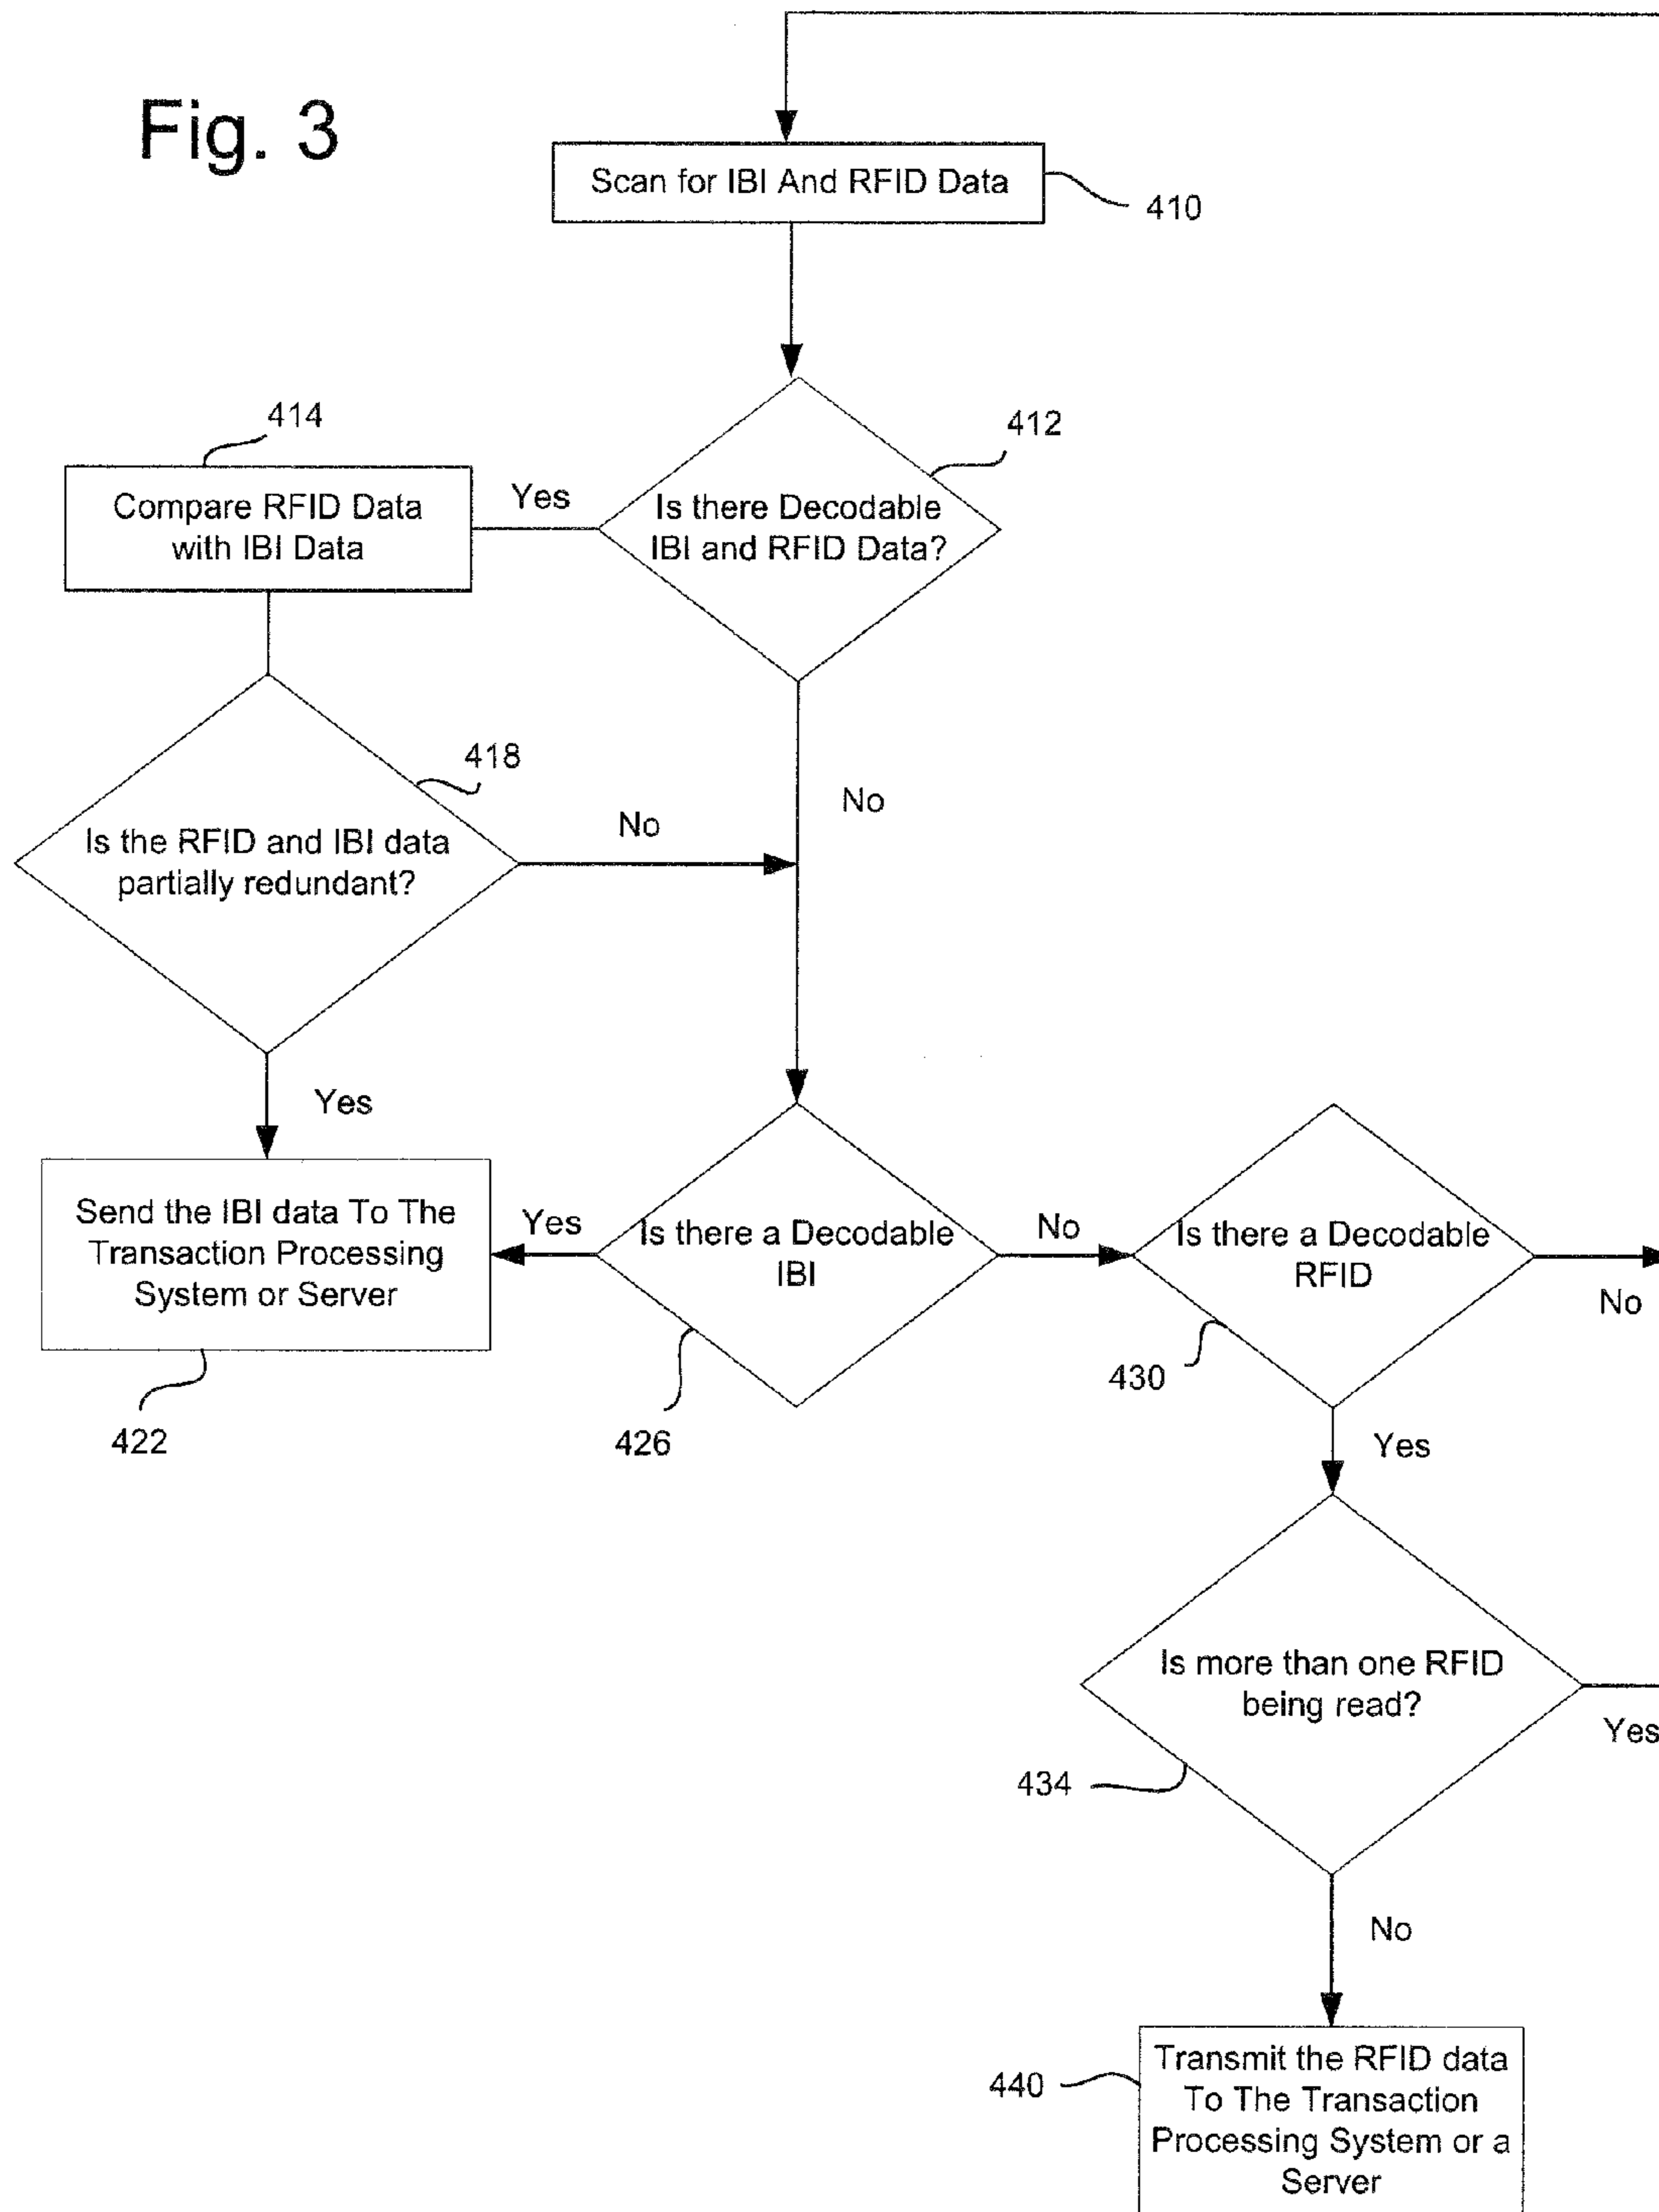 Fig. 3
Scan for IBI And RFID Data
410
414
412
Compare RFID Data
with IBI Data
Yes
Is there Decodable
IBI and RFID Data?
418
No
No
Is the RFID and IBI data
partially redundant?
Yes
Send the IBI data To The
Transaction Processing
System or Server
Yes
Is there a Decodable
IBI
No
Is there a Decodable
RFID
No
422
426
430
Yes
Is more than one RFID
being read?
Yes
434
No
440
Transmit the RFID data
To The Transaction
Processing System or a
Server